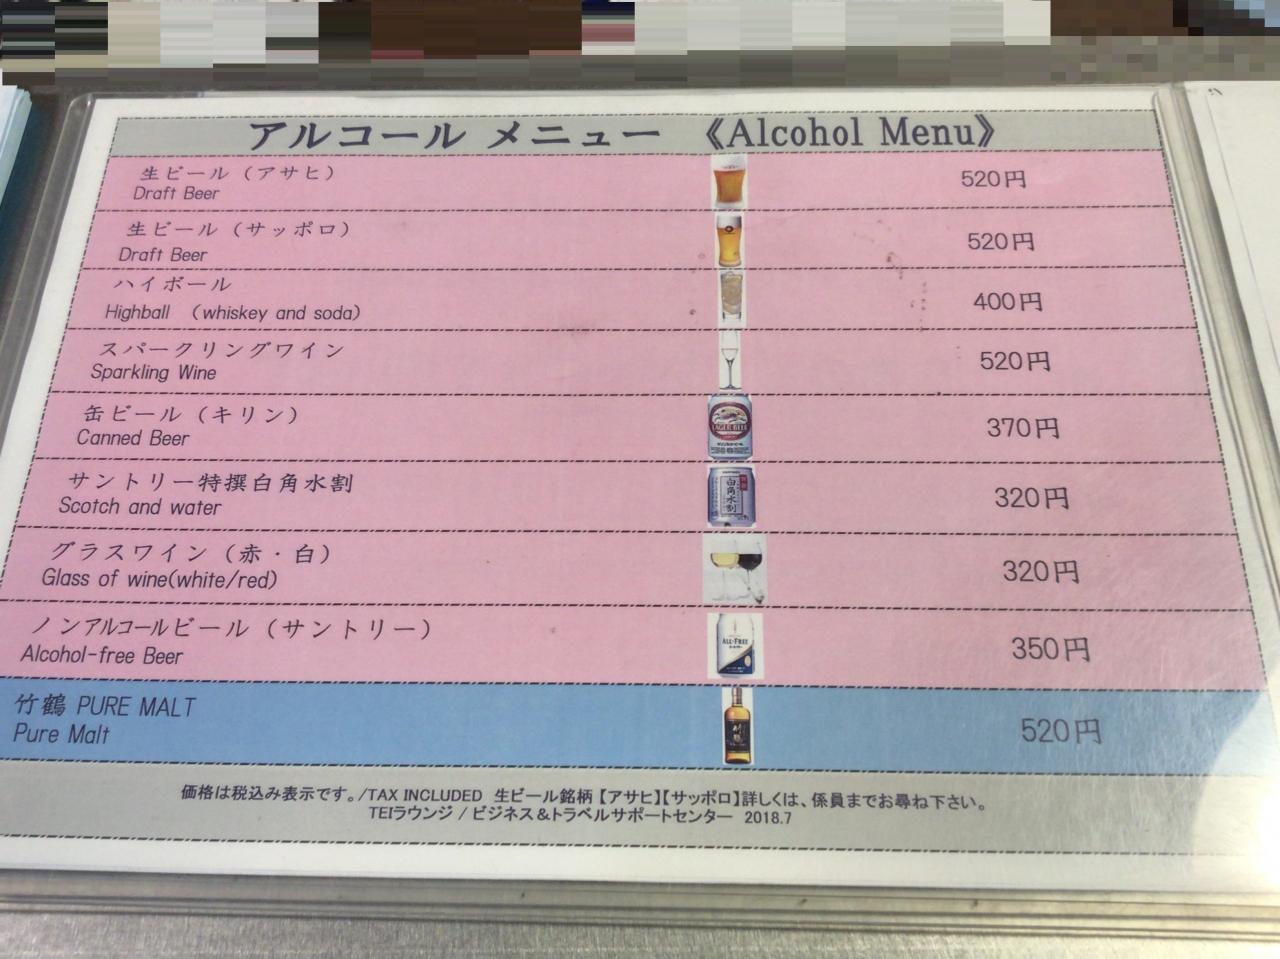 アルコール メニュー 《Alcohol Menu》
生ビール（アサヒ）
Draft Beer
520円
生ビール（サッポロ）
Draft Beer
520円
ハイボール
Highball （whiskey and soda）
400円
スパークリングワイン
Sparkling Wine
520円
缶ビール（キリン）
Canned Beer
LAGER BEER
370円
サントリー特撰白角水割
Scotch and water
白角水割
320円
グラスワイン（赤・白）
Glass of wine(white/red)
320円
ノンアルコールビール（サントリー）
Alcohol-free Beer
ALL-FREE
350円
竹鶴 PURE MALT
Pure Malt
竹鶴
520円
価格は税込み表示です。/TAX INCLUDED 生ビール銘柄【アサヒ】【サッポロ】詳しくは、係員までお尋ね下さい。
TEIラウンジ / ビジネス＆トラベルサポートセンター 2018.7